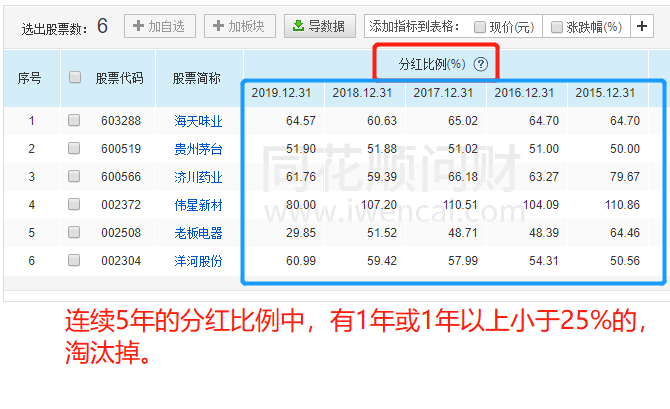 选出股票数: 6 + 加自选 + 加板块 导数据 添加指标到表格: 现价(元) 涨跌幅(%) +
序号 股票代码 股票简称 分红比例(%) ?
2019.12.31 2018.12.31 2017.12.31 2016.12.31 2015.12.31
1 603288 海天味业 64.57 60.63 65.02 64.70 64.70
2 600519 贵州茅台 51.90 51.88 51.02 51.00 50.00
3 600566 济川药业 61.76 59.39 66.18 63.27 79.67
4 002372 伟星新材 80.00 107.20 110.51 104.09 110.86
5 002508 老板电器 29.85 51.52 48.71 48.39 64.46
6 002304 洋河股份 60.99 59.42 57.99 54.31 50.56
同花顺问财
www.iwencai.com
连续5年的分红比例中，有1年或1年以上小于25%的，
淘汰掉。